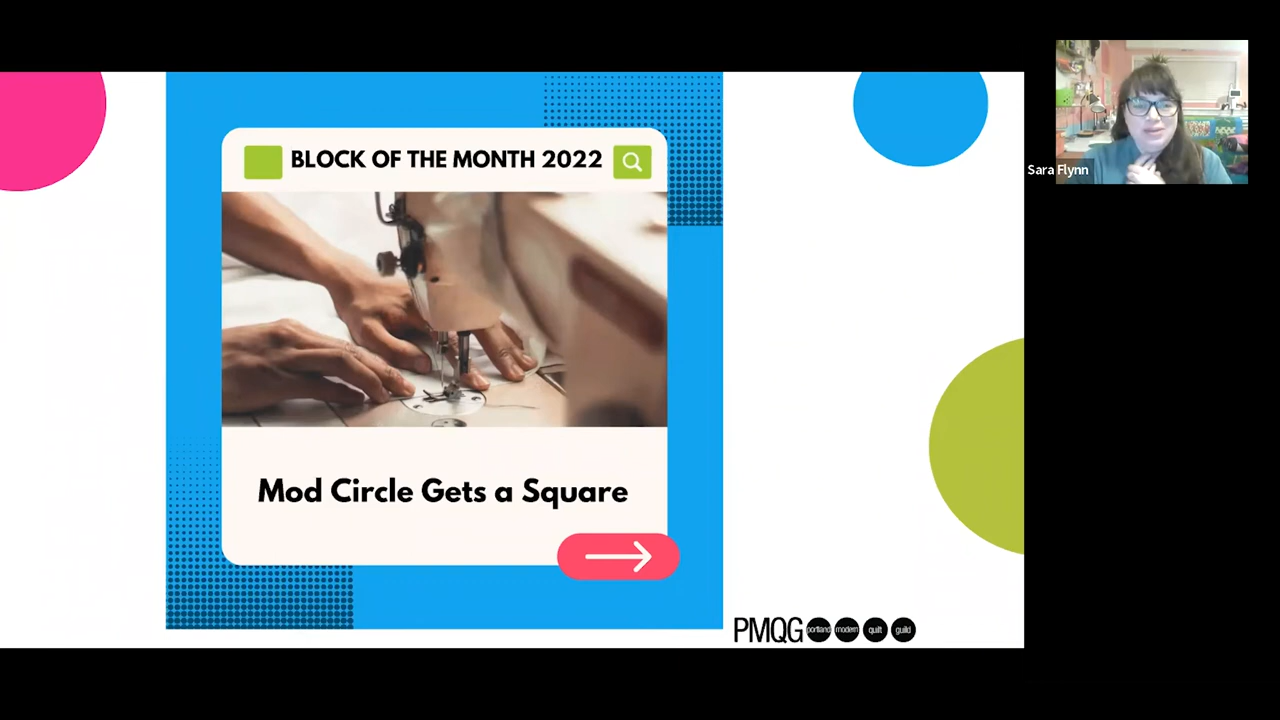 BLOCK OF THE MONTH 2022
Sara Flynn
Mod Circle Gets a Square
PMQG portland modern quilt guild